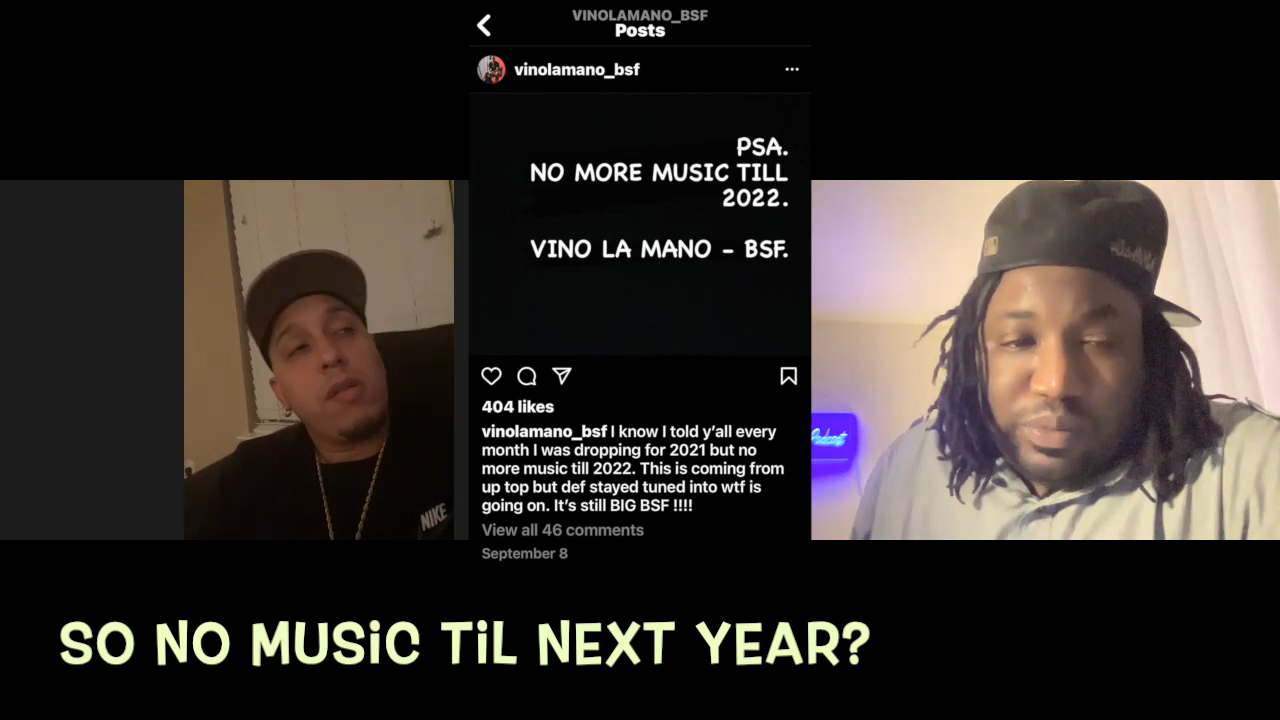 VINOLAMANO_BSF
Posts
vinolamano_bsf
PSA.
NO MORE MUSIC TILL
2022.
VINO LA MANO - BSF.
404 likes
vinolamano_bsf I know I told y'all every
month I was dropping for 2021 but no
more music till 2022. This is coming from
up top but def stayed tuned into wtf is
going on. It's still BIG BSF !!!!
View all 46 comments
September 8
NIKE
Podcast
SO NO MUSiC TiL NEXT YEAR?